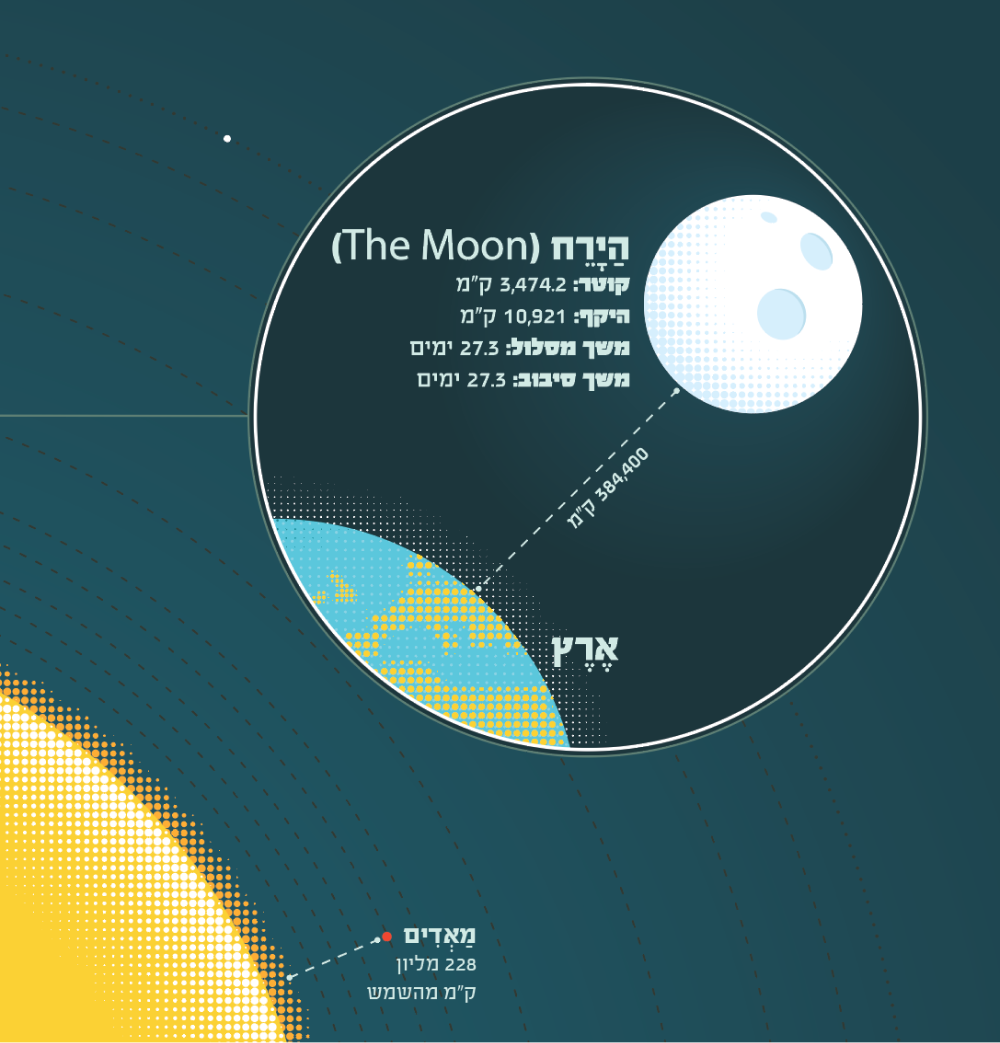 הַיָרֵחַ (The Moon)
קוטר: 3,474.2 ק"מ
היקף: 10,921 ק"מ
משך מסלול: 27.3 ימים
משך סיבוב: 27.3 ימים
384,400 ק"מ
אֶרֶץ
מַאְדִים
228 מליון
ק"מ מהשמש